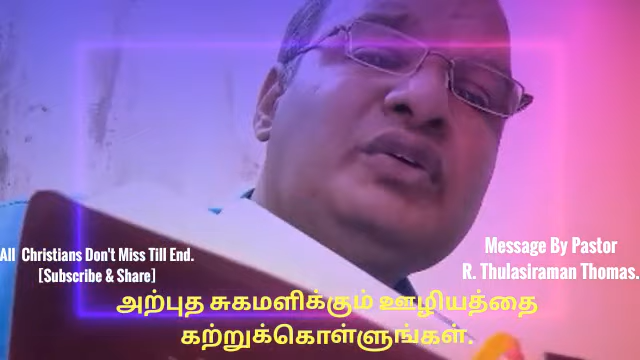 All Christians Don't Miss Till End.
[Subscribe & Share]
Message By Pastor
R. Thulasiraman Thomas.
அற்புத சுகமளிக்கும் ஊழியத்தை
கற்றுக்கொள்ளுங்கள்.